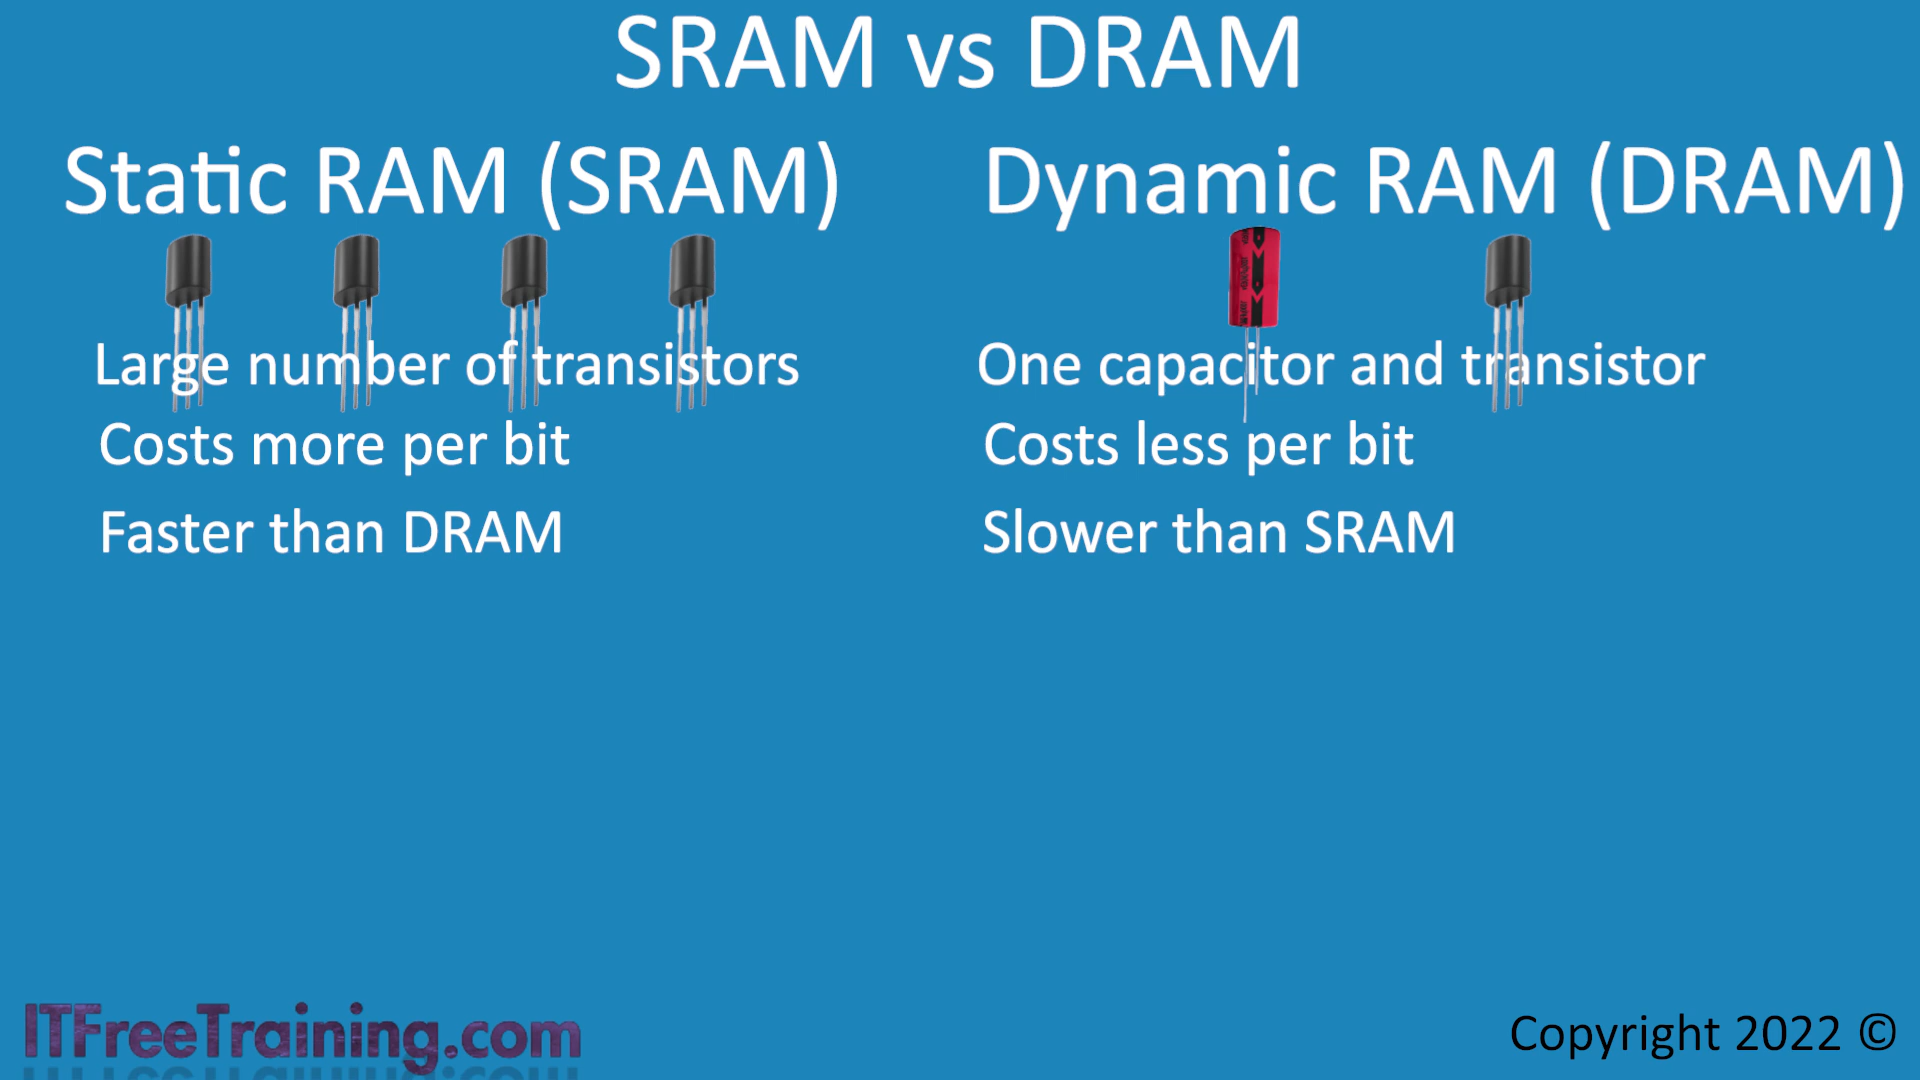 SRAM vs DRAM
Static RAM (SRAM)
Large number of transistors
Costs more per bit
Faster than DRAM
Dynamic RAM (DRAM)
One capacitor and transistor
Costs less per bit
Slower than SRAM
ITFreeTraining.com
Copyright 2022 ©